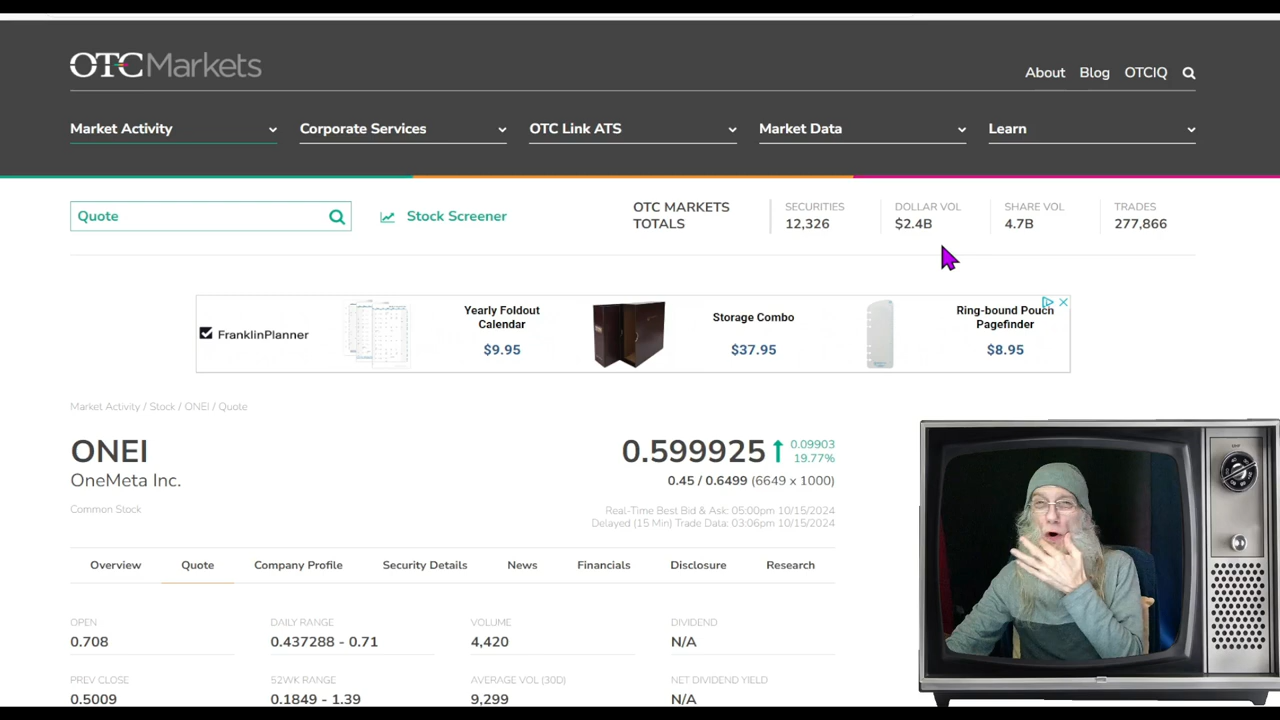 OTCMarkets
About Blog OTCIQ
Market Activity Corporate Services OTC Link ATS Market Data Learn
Quote
Stock Screener
OTC MARKETS
TOTALS
SECURITIES
12,326
DOLLAR VOL
$2.4B
SHARE VOL
4.7B
TRADES
277,866
FranklinPlanner
Yearly Foldout
Calendar
$9.95
Storage Combo
$37.95
Ring-bound Pouch
Pagefinder
$8.95
Market Activity / Stock / ONEI / Quote
ONEI
OneMeta Inc.
Common Stock
0.599925
0.09903
19.77%
0.45 / 0.6499 (6649 x 1000)
Real-Time Best Bid & Ask: 05:00pm 10/15/2024
Delayed (15 Min) Trade Data: 03:06pm 10/15/2024
Overview Quote Company Profile Security Details News Financials Disclosure Research
OPEN
0.708
DAILY RANGE
0.437288 - 0.71
VOLUME
4,420
DIVIDEND
N/A
PREV CLOSE
0.5009
52WK RANGE
0.1849 - 1.39
AVERAGE VOL (30D)
9,299
NET DIVIDEND YIELD
N/A